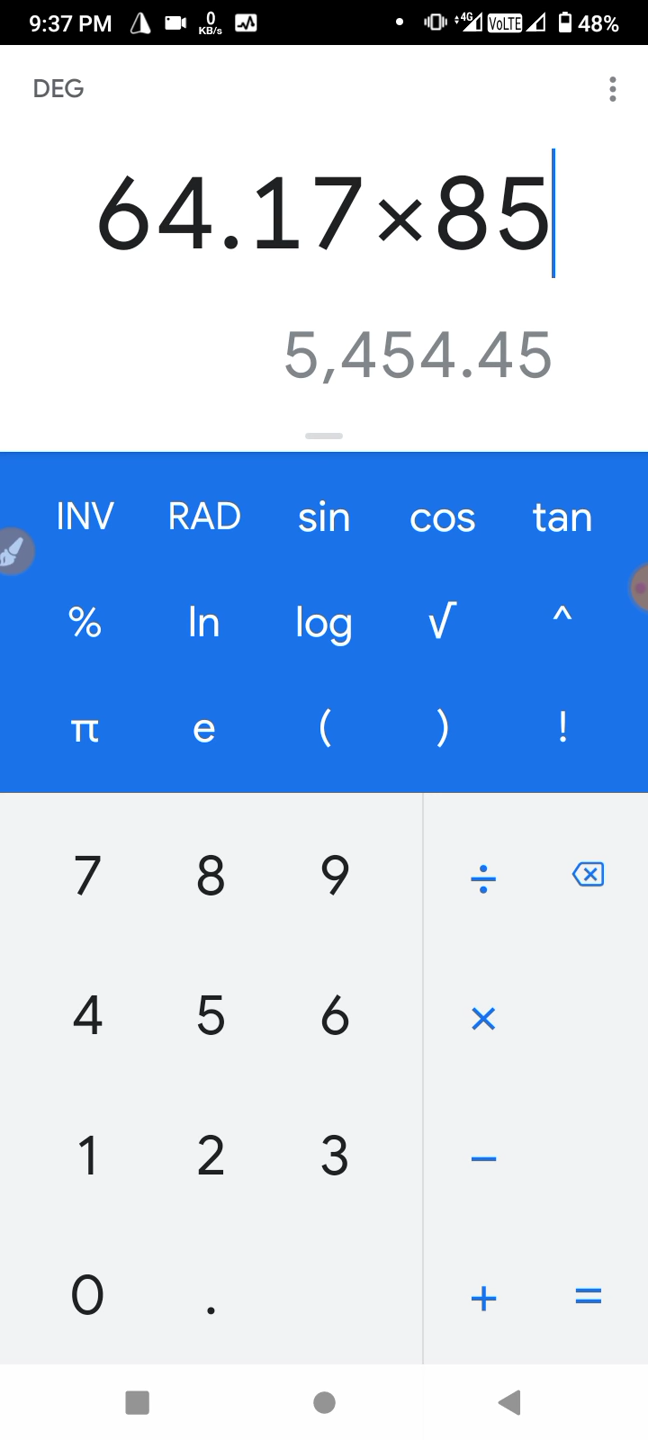 9:37 PM 0 KB/s 4G VoLTE 48%
DEG
64.17×85
5,454.45
INV RAD sin cos tan
% ln log √ ^
π e ( ) !
7 8 9 ÷
4 5 6 ×
1 2 3 −
0 . + =